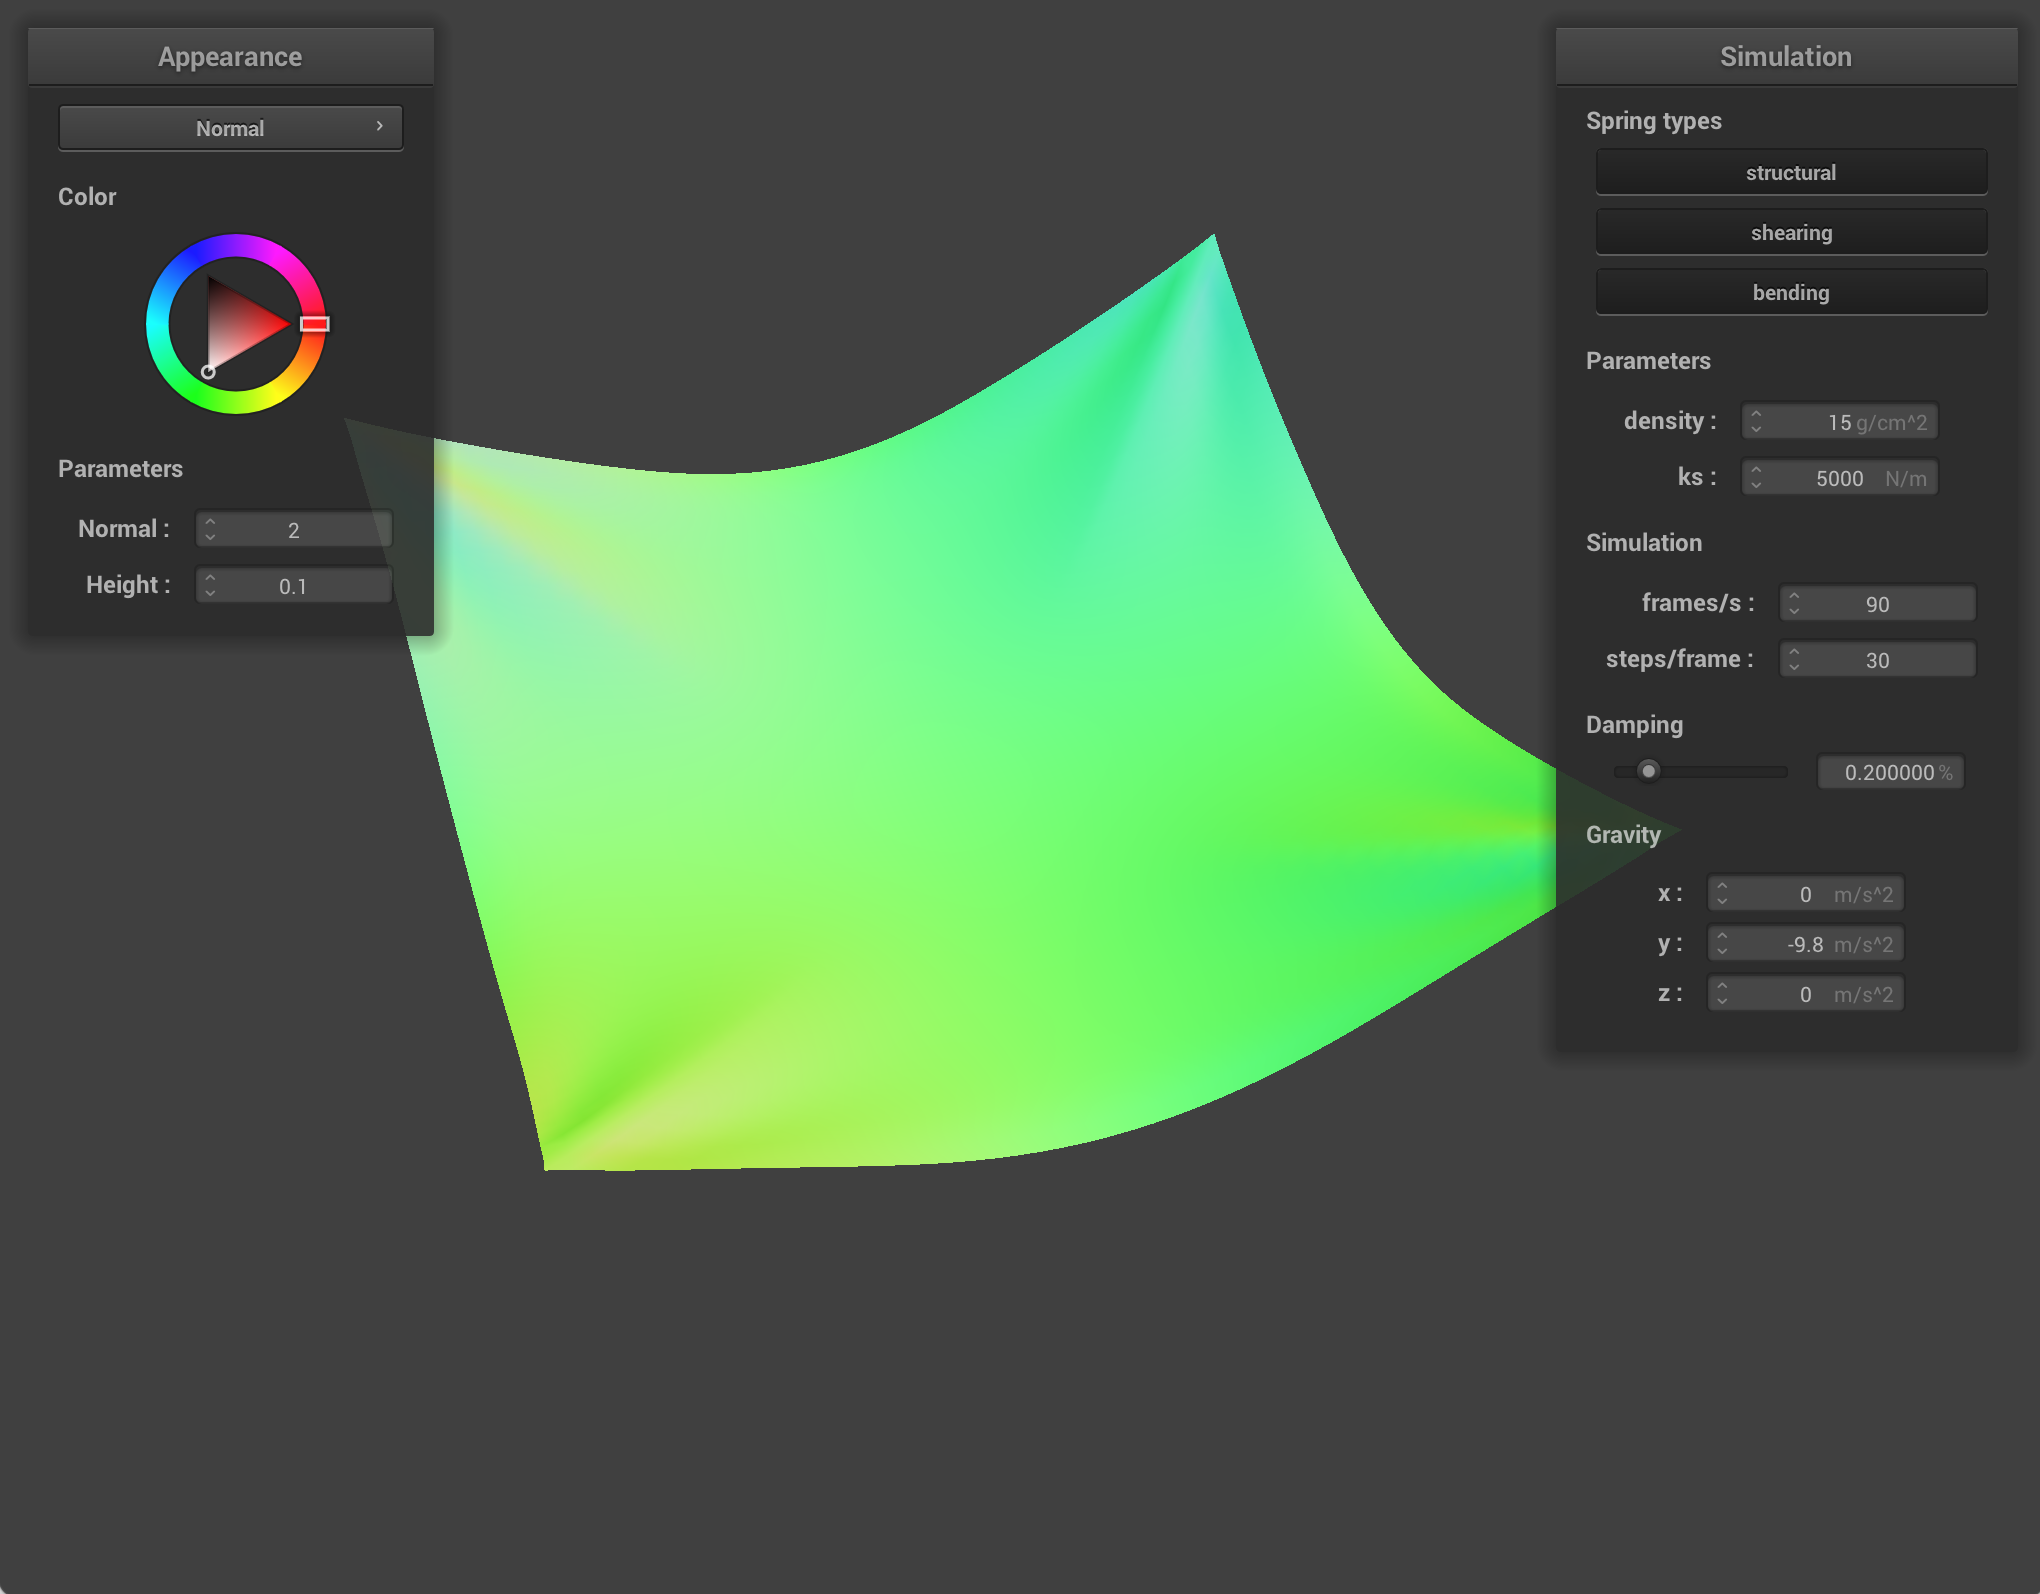 Appearance
Normal
Color
Parameters
Normal : 2
Height : 0.1
Simulation
Spring types
structural
shearing
bending
Parameters
density : 15 g/cm^2
ks : 5000 N/m
Simulation
frames/s : 90
steps/frame : 30
Damping
0.200000 %
Gravity
x : 0 m/s^2
y : -9.8 m/s^2
z : 0 m/s^2